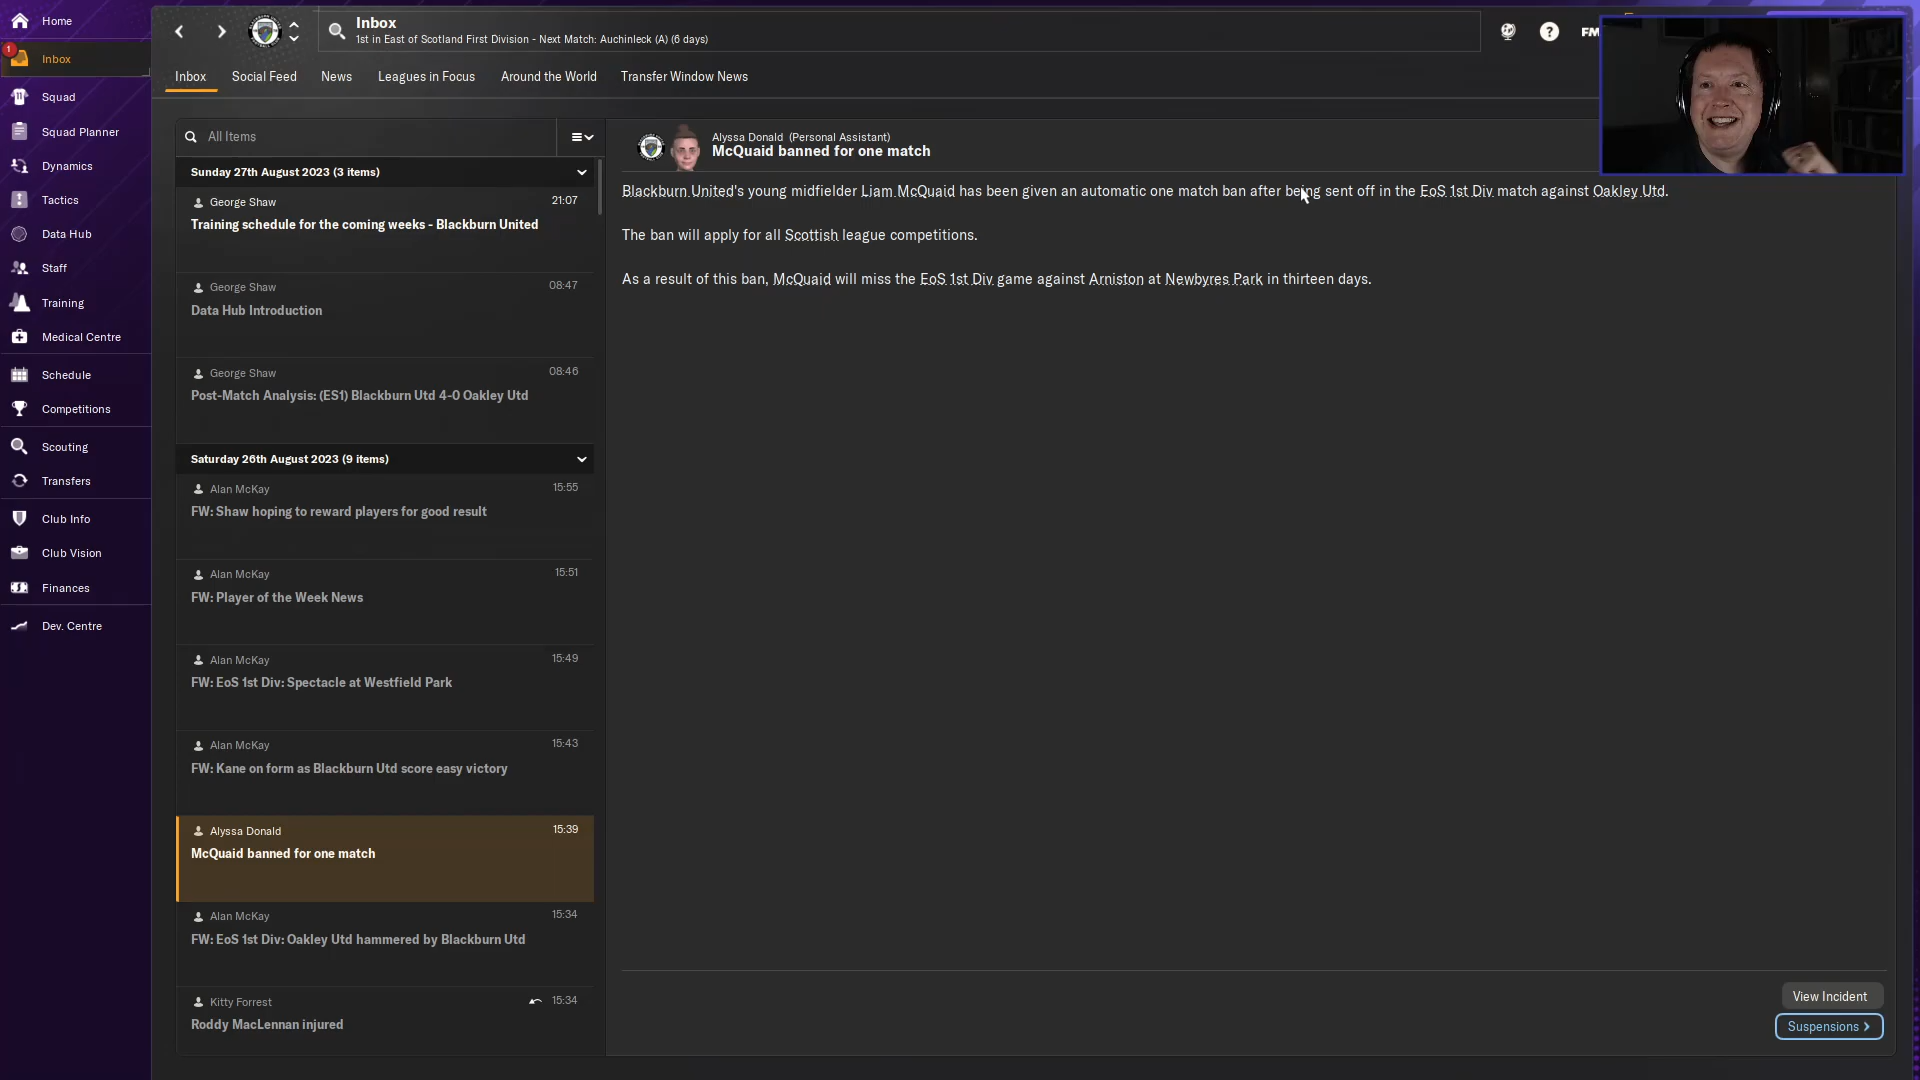 Home
1
Inbox
Squad
Squad Planner
Dynamics
Tactics
Data Hub
Staff
Training
Medical Centre
Schedule
Competitions
Scouting
Transfers
Club Info
Club Vision
Finances
Dev. Centre
Inbox
1st in East of Scotland First Division - Next Match: Auchinleck (A) (6 days)
?
FM
Inbox
Social Feed
News
Leagues in Focus
Around the World
Transfer Window News
All Items
Sunday 27th August 2023 (3 items)
George Shaw
21:07
Training schedule for the coming weeks - Blackburn United
George Shaw
08:47
Data Hub Introduction
George Shaw
08:46
Post-Match Analysis: (ES1) Blackburn Utd 4-0 Oakley Utd
Saturday 26th August 2023 (9 items)
Alan McKay
15:55
FW: Shaw hoping to reward players for good result
Alan McKay
15:51
FW: Player of the Week News
Alan McKay
15:49
FW: EoS 1st Div: Spectacle at Westfield Park
Alan McKay
15:43
FW: Kane on form as Blackburn Utd score easy victory
Alyssa Donald
15:39
McQuaid banned for one match
Alan McKay
15:34
FW: EoS 1st Div: Oakley Utd hammered by Blackburn Utd
Kitty Forrest
15:34
Roddy MacLennan injured
Alyssa Donald (Personal Assistant)
McQuaid banned for one match
Blackburn United's young midfielder Liam McQuaid has been given an automatic one match ban after being sent off in the EoS 1st Div match against Oakley Utd.
The ban will apply for all Scottish league competitions.
As a result of this ban, McQuaid will miss the EoS 1st Div game against Arniston at Newbyres Park in thirteen days.
View Incident
Suspensions